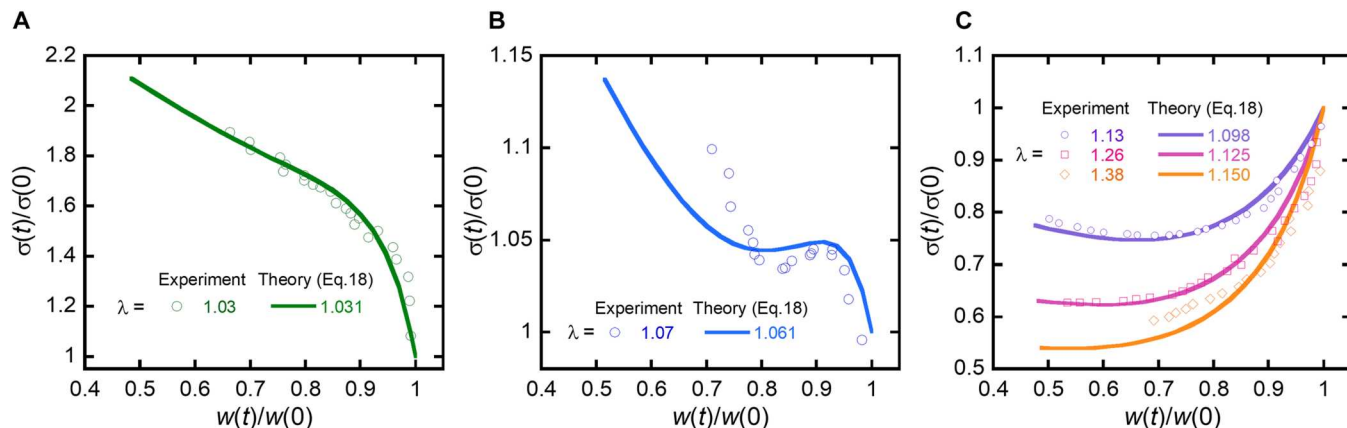 A
σ(t)/σ(0)
2.2
2
1.8
1.6
1.4
1.2
1
Experiment Theory (Eq.18)
λ = 1.03 1.031
0.4 0.5 0.6 0.7 0.8 0.9 1
w(t)/w(0)
B
σ(t)/σ(0)
1.15
1.1
1.05
1
Experiment Theory (Eq.18)
λ = 1.07 1.061
0.4 0.5 0.6 0.7 0.8 0.9 1
w(t)/w(0)
C
σ(t)/σ(0)
1.1
1
0.9
0.8
0.7
0.6
0.5
Experiment Theory (Eq.18)
1.13 1.098
λ = 1.26 1.125
1.38 1.150
0.4 0.5 0.6 0.7 0.8 0.9 1
w(t)/w(0)